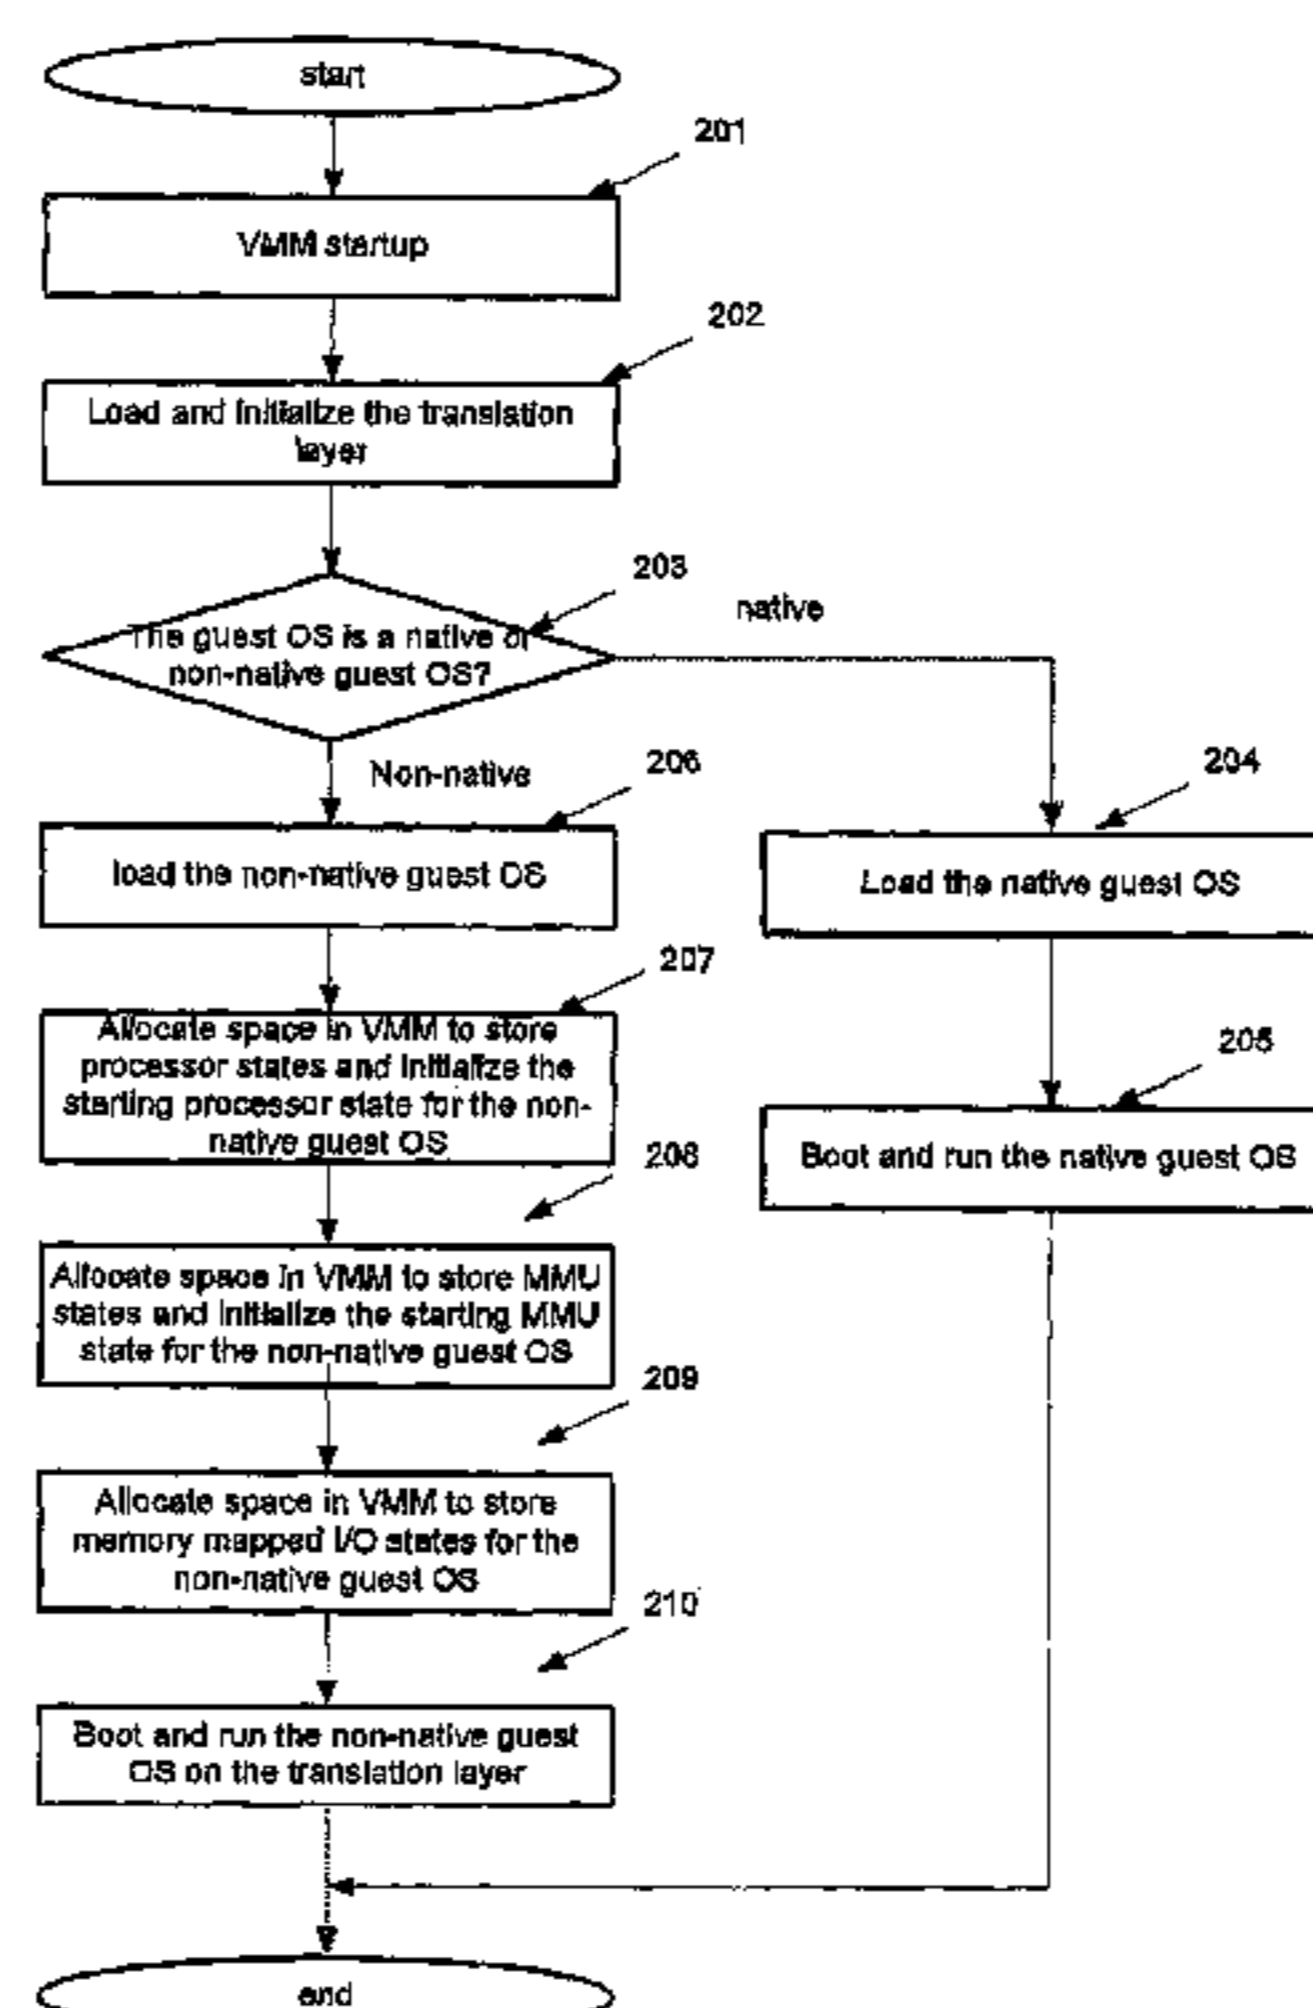 start
201
VMM startup
202
Load and initialize the translation
layer
203
native
The guest OS is a native or
non-native guest OS?
Non-native
206
204
load the non-native guest OS
Load the native guest OS
207
Allocate space in VMM to store
processor states and initialize the
starting processor state for the non-
native guest OS
205
208
Boot and run the native guest OS
Allocate space in VMM to store MMU
states and initialize the starting MMU
state for the non-native guest OS
209
Allocate space in VMM to store
memory mapped I/O states for the
non-native guest OS
210
Boot and run the non-native guest
OS on the translation layer
end